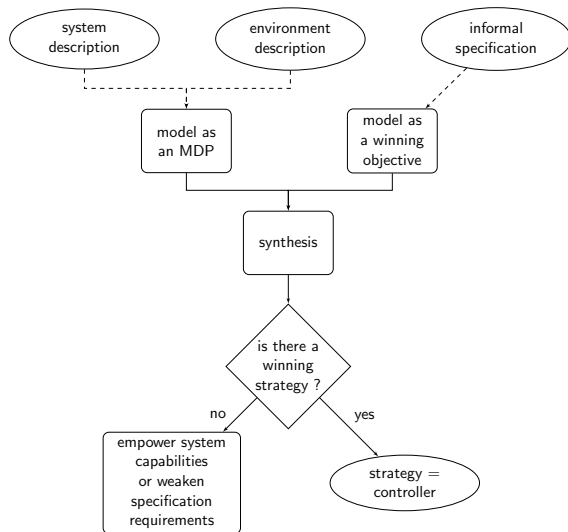 system
description
environment
description
informal
specification
model as
an MDP
model as
a winning
objective
synthesis
is there a
winning
strategy ?
no
yes
empower system
capabilities
or weaken
specification
requirements
strategy =
controller